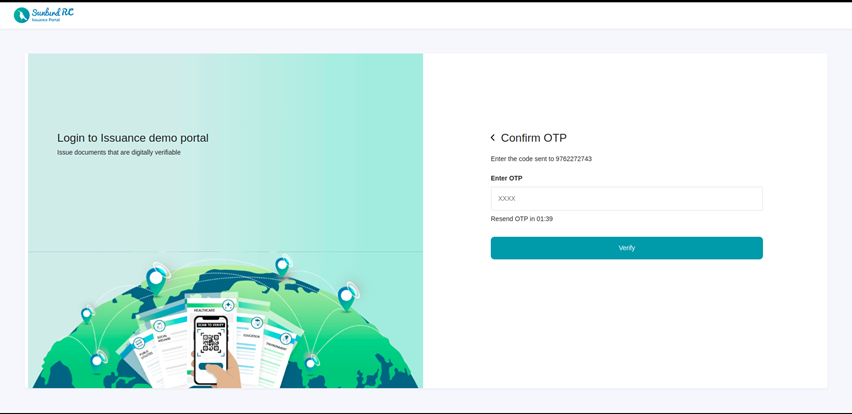 Sunbird RC
Issuance Portal
Login to Issuance demo portal
Issue documents that are digitally verifiable
Confirm OTP
Enter the code sent to 9762272743
Enter OTP
XXXX
Resend OTP in 01:39
Verify
HEALTHCARE
SCAN TO VERIFY
SOCIAL
WELFARE
PUBLIC
UTILITIES
EDUCATION
ENVIRONMENT